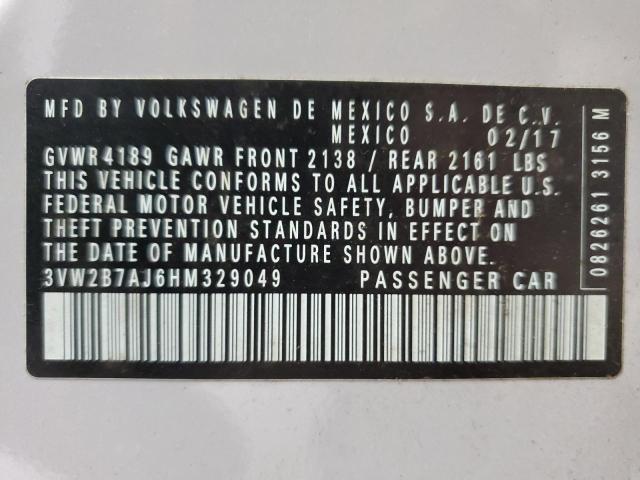 MFD BY VOLKSWAGEN DE MEXICO S.A. DE C.V.
MEXICO 02/17
GVWR 4189 GAWR FRONT 2138 / REAR 2161 LBS
THIS VEHICLE CONFORMS TO ALL APPLICABLE U.S.
FEDERAL MOTOR VEHICLE SAFETY, BUMPER AND
THEFT PREVENTION STANDARDS IN EFFECT ON
THE DATE OF MANUFACTURE SHOWN ABOVE.
3VW2B7AJ6HM329049 PASSENGER CAR
0826261 3156 M